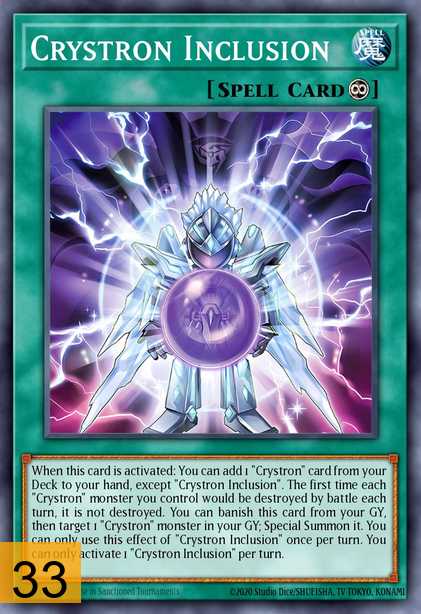 Crystron Inclusion
SPELL
魔
[Spell Card]
When this card is activated: You can add 1 "Crystron" card from your
Deck to your hand, except "Crystron Inclusion". The first time each
"Crystron" monster you control would be destroyed by battle each
turn, it is not destroyed. You can banish this card from your GY,
then target 1 "Crystron" monster in your GY; Special Summon it. You
can only use this effect of "Crystron Inclusion" once per turn. You
can only activate 1 "Crystron Inclusion" per turn.
33
Use in Sanctioned Tournaments
©2020 Studio Dice/SHUEISHA, TV TOKYO, KONAMI